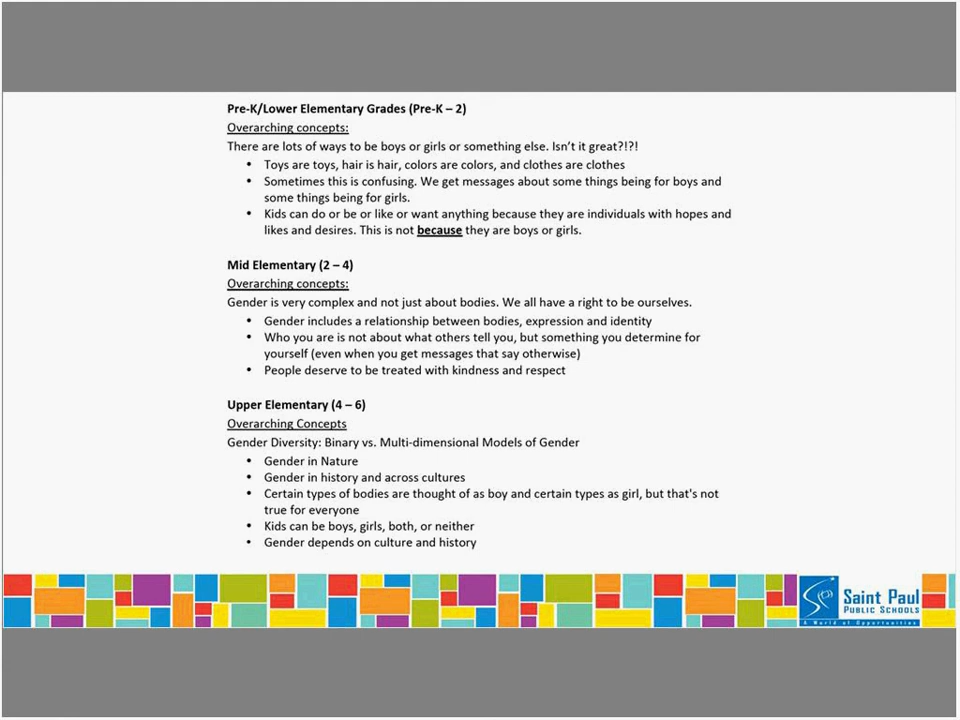 Pre-K/Lower Elementary Grades (Pre-K – 2)
Overarching concepts:
There are lots of ways to be boys or girls or something else. Isn't it great?!?!
• Toys are toys, hair is hair, colors are colors, and clothes are clothes
• Sometimes this is confusing. We get messages about some things being for boys and
some things being for girls.
• Kids can do or be or like or want anything because they are individuals with hopes and
likes and desires. This is not because they are boys or girls.
Mid Elementary (2 – 4)
Overarching concepts:
Gender is very complex and not just about bodies. We all have a right to be ourselves.
• Gender includes a relationship between bodies, expression and identity
• Who you are is not about what others tell you, but something you determine for
yourself (even when you get messages that say otherwise)
• People deserve to be treated with kindness and respect
Upper Elementary (4 – 6)
Overarching Concepts
Gender Diversity: Binary vs. Multi-dimensional Models of Gender
• Gender in Nature
• Gender in history and across cultures
• Certain types of bodies are thought of as boy and certain types as girl, but that's not
true for everyone
• Kids can be boys, girls, both, or neither
• Gender depends on culture and history
Saint Paul
PUBLIC SCHOOLS
A World of Opportunities